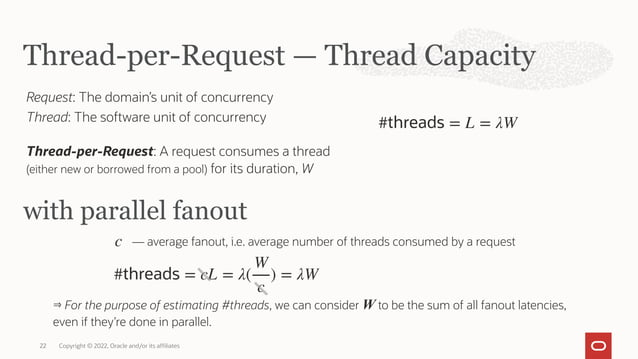 Thread-per-Request — Thread Capacity
Request: The domain's unit of concurrency
Thread: The software unit of concurrency
#threads = L = λW
Thread-per-Request: A request consumes a thread
(either new or borrowed from a pool) for its duration, W
with parallel fanout
c — average fanout, i.e. average number of threads consumed by a request
#threads = cL = λ(W/c) = λW
⇒ For the purpose of estimating #threads, we can consider W to be the sum of all fanout latencies,
even if they're done in parallel.
22 Copyright © 2022, Oracle and/or its affiliates